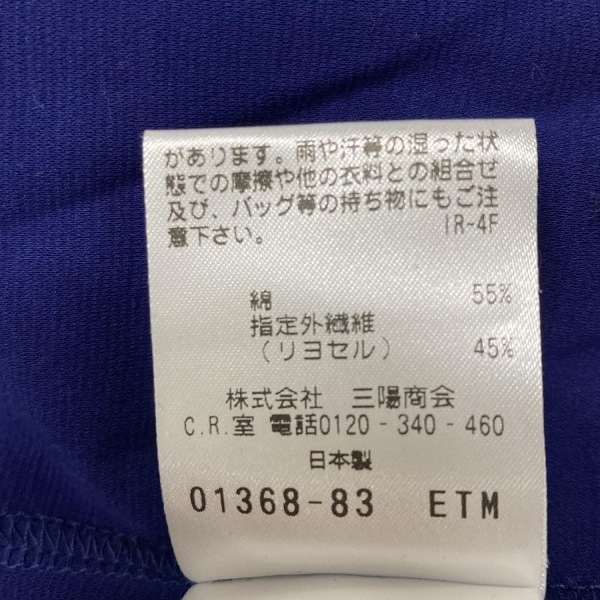 があります。雨や汗等の湿った状
態での摩擦や他の衣料との組合せ
及び、バッグ等の持ち物にもご注
意下さい。 IR-4F
綿 55%
指定外繊維
(リヨセル) 45%
株式会社 三陽商会
C.R.室 電話0120-340-460
日本製
01368-83 ETM